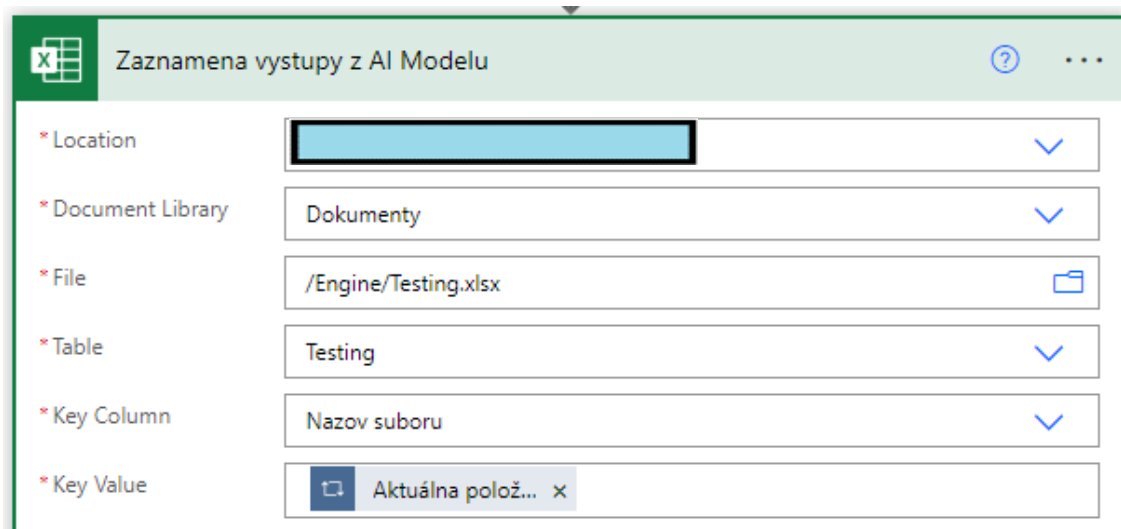 Zaznamena vystupy z AI Modelu
* Location
* Document Library Dokumenty
* File /Engine/Testing.xlsx
* Table Testing
* Key Column Nazov suboru
* Key Value Aktuálna polož... ×